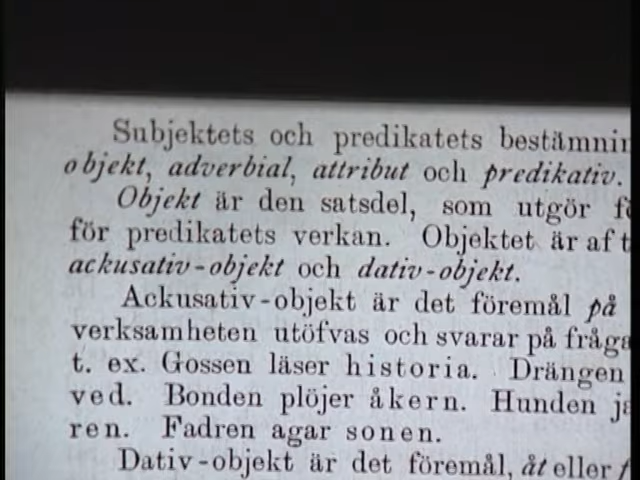 Subjektets och predikatets
objekt, adverbial, attribut och predikativ.
Objekt är den satsdel, som utgör
för predikatets verkan. Objektet är af
ackusativ-objekt och dativ-objekt.
Ackusativ-objekt är det föremål på
verksamheten utöfvas och svarar på
t. ex. Gossen läser historia. Drängen
ved. Bonden plöjer åkern. Hunden
ren. Fadren agar sonen.
Dativ-objekt är det föremål, åt eller